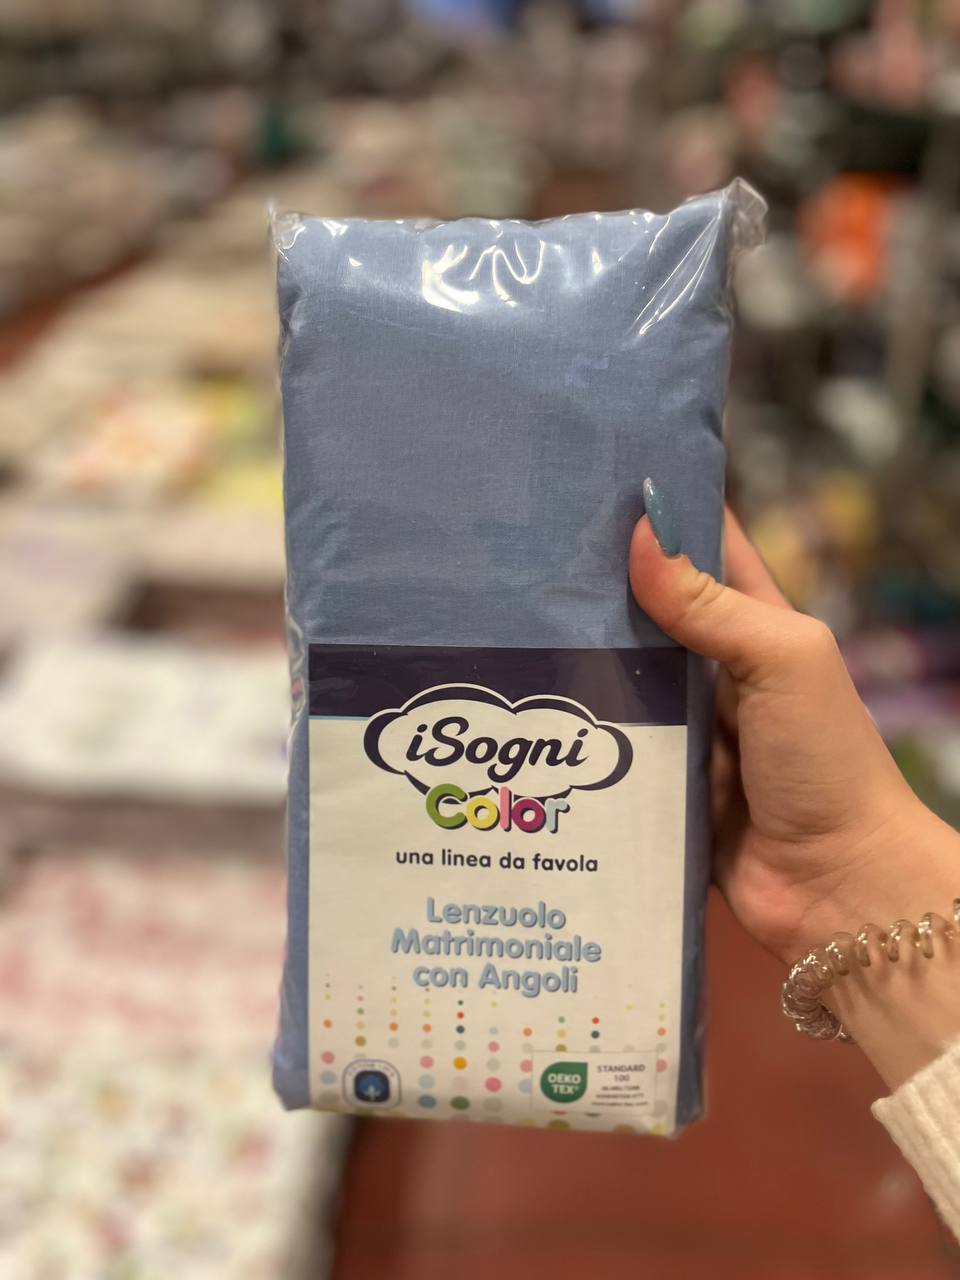 iSogni
Color
una linea da favola
Lenzuolo
Matrimoniale
con Angoli
OEKO
TEX®
STANDARD
100